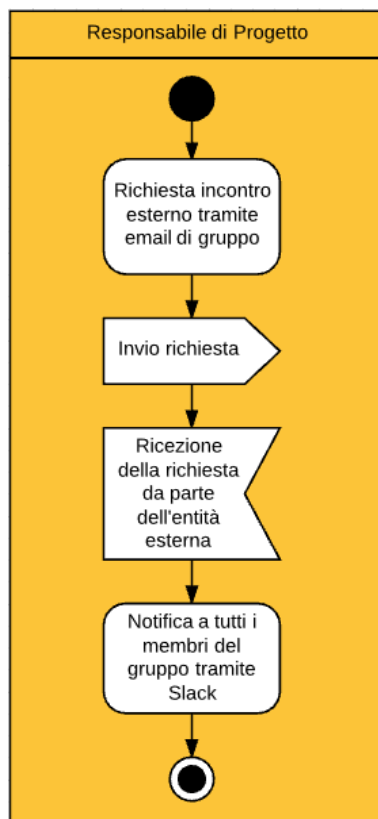 Responsabile di Progetto
Richiesta incontro
esterno tramite
email di gruppo
Invio richiesta
Ricezione
della richiesta
da parte
dell'entità
esterna
Notifica a tutti i
membri del
gruppo tramite
Slack